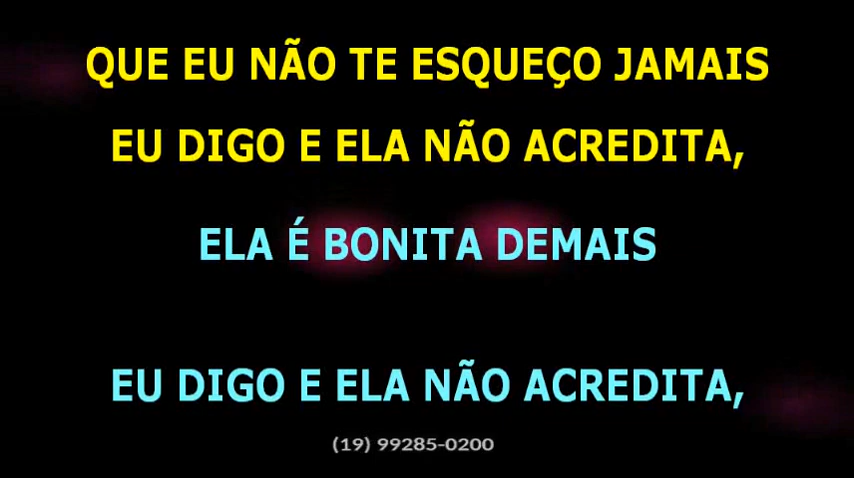 QUE EU NÃO TE ESQUEÇO JAMAIS
EU DIGO E ELA NÃO ACREDITA,
ELA É BONITA DEMAIS
EU DIGO E ELA NÃO ACREDITA,
(19) 99285-0200